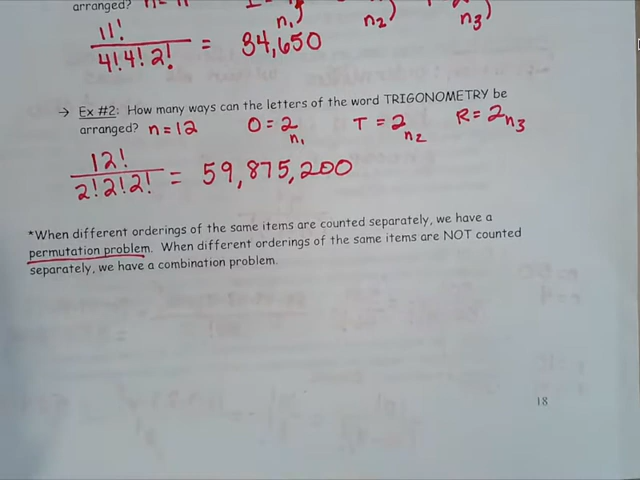 arranged?
n₁ n₂ n₃
11!
4!4!2! = 34,650
→ Ex #2: How many ways can the letters of the word TRIGONOMETRY be
arranged? n=12 O=2 n₁ T=2 n₂ R=2 n₃
12!
2!2!2! = 59,875,200
*When different orderings of the same items are counted separately, we have a
permutation problem. When different orderings of the same items are NOT counted
separately, we have a combination problem.
18